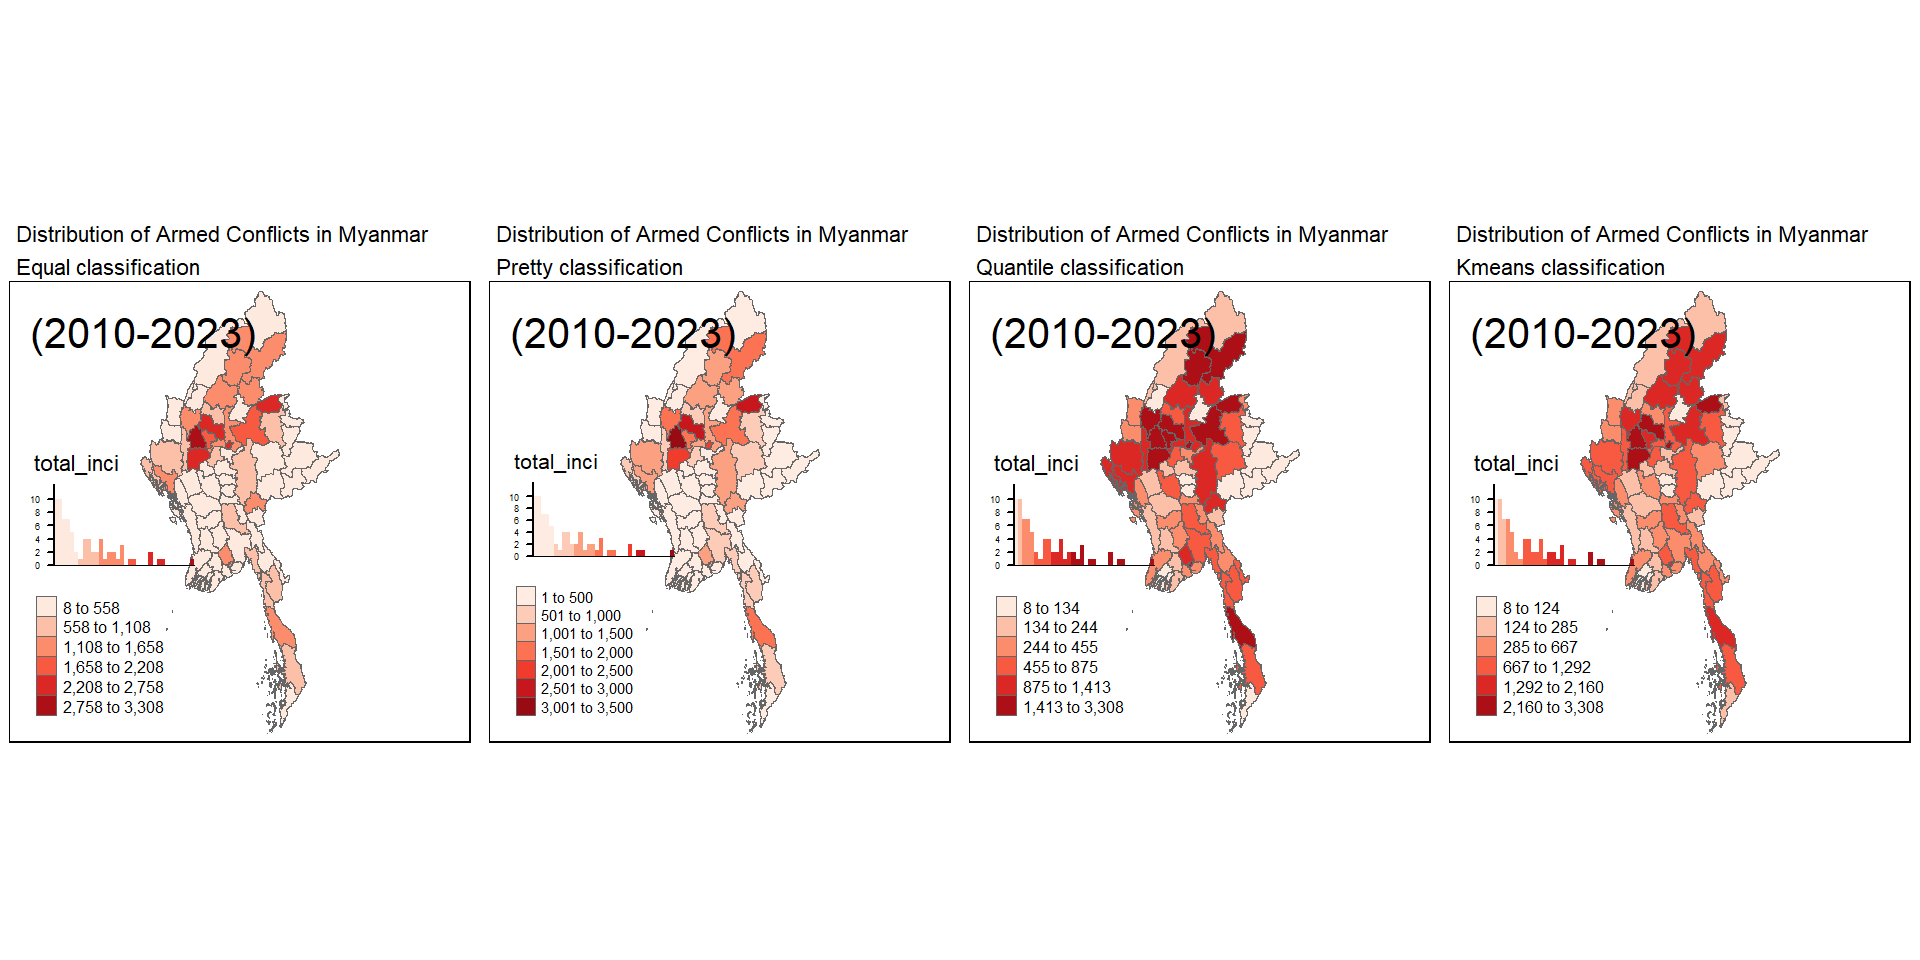 Distribution of Armed Conflicts in Myanmar
Equal classification
(2010-2023)
total_inci
10
8
6
4
2
0
8 to 558
558 to 1,108
1,108 to 1,658
1,658 to 2,208
2,208 to 2,758
2,758 to 3,308
Distribution of Armed Conflicts in Myanmar
Pretty classification
(2010-2023)
total_inci
10
8
6
4
2
0
1 to 500
501 to 1,000
1,001 to 1,500
1,501 to 2,000
2,001 to 2,500
2,501 to 3,000
3,001 to 3,500
Distribution of Armed Conflicts in Myanmar
Quantile classification
(2010-2023)
total_inci
10
8
6
4
2
0
8 to 134
134 to 244
244 to 455
455 to 875
875 to 1,413
1,413 to 3,308
Distribution of Armed Conflicts in Myanmar
Kmeans classification
(2010-2023)
total_inci
10
8
6
4
2
0
8 to 124
124 to 285
285 to 667
667 to 1,292
1,292 to 2,160
2,160 to 3,308